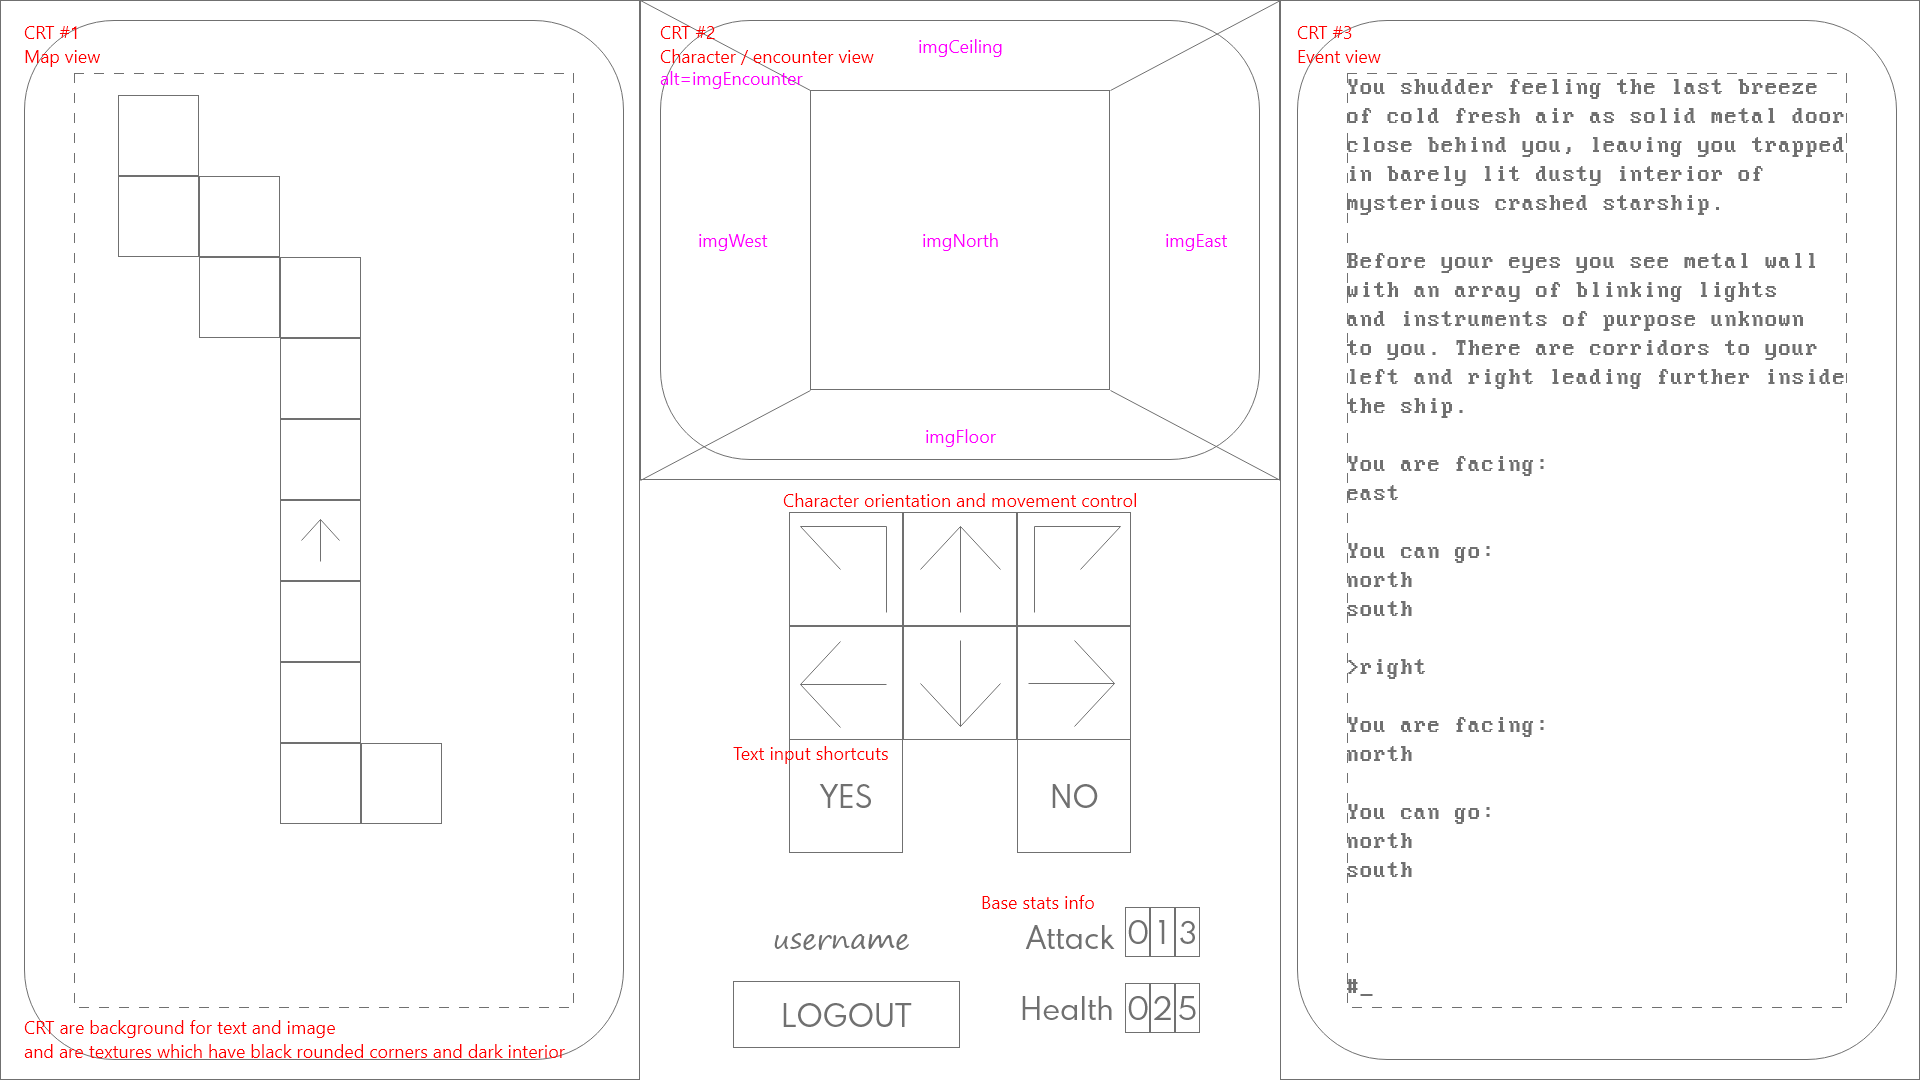 CRT #1
Map view
CRT are background for text and image
and are textures which have black rounded corners and dark interior
CRT #2
Character / encounter view
alt=imgEncounter
imgCeiling
imgWest
imgNorth
imgEast
imgFloor
Character orientation and movement control
Text input shortcuts
YES
NO
Base stats info
username
Attack 013
LOGOUT
Health 025
CRT #3
Event view
You shudder feeling the last breeze
of cold fresh air as solid metal door
close behind you, leaving you trapped
in barely lit dusty interior of
mysterious crashed starship.
Before your eyes you see metal wall
with an array of blinking lights
and instruments of purpose unknown
to you. There are corridors to your
left and right leading further inside
the ship.
You are facing:
east
You can go:
north
south
>right
You are facing:
north
You can go:
north
south
#_